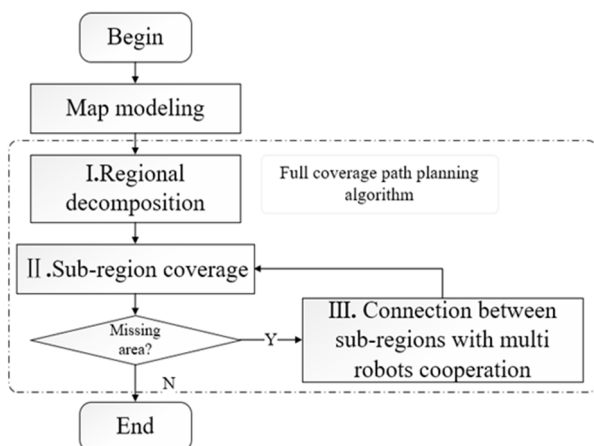 Begin
Map modeling
I.Regional
decomposition
Full coverage path planning
algorithm
Ⅱ.Sub-region coverage
Missing
area?
Y
III. Connection between
sub-regions with multi
robots cooperation
N
End